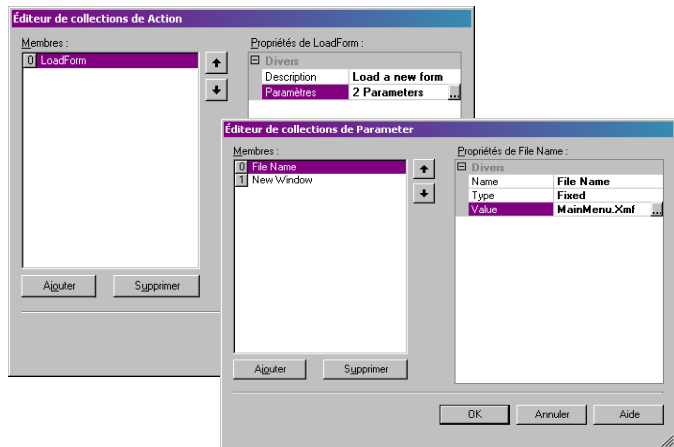 Éditeur de collections de Action
Membres :
0 LoadForm
Propriétés de LoadForm :
Divers
Description Load a new form
Paramètres 2 Parameters ...
Ajouter Supprimer
Éditeur de collections de Parameter
Membres :
0 File Name
1 New Window
Propriétés de File Name :
Divers
Name File Name
Type Fixed
Value MainMenu.Xmf ...
Ajouter Supprimer
OK Annuler Aide